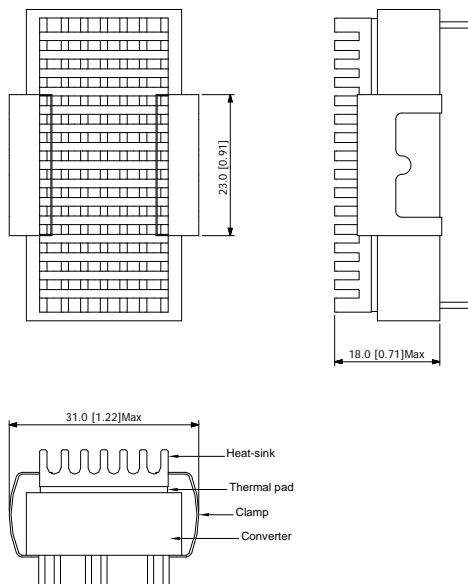 23.0 [0.91]
18.0 [0.71]Max
31.0 [1.22]Max
Heat-sink
Thermal pad
Clamp
Converter